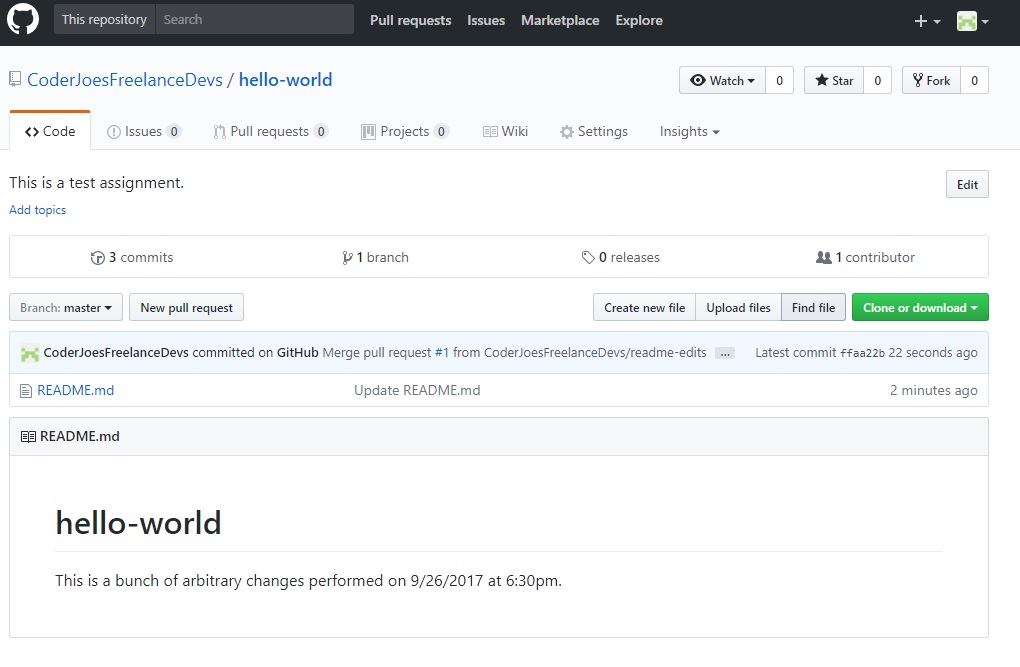 This repository Search Pull requests Issues Marketplace Explore
CoderJoesFreelanceDevs / hello-world Watch 0 Star 0 Fork 0
Code Issues 0 Pull requests 0 Projects 0 Wiki Settings Insights
This is a test assignment. Edit
Add topics
3 commits 1 branch 0 releases 1 contributor
Branch: master New pull request Create new file Upload files Find file Clone or download
CoderJoesFreelanceDevs committed on GitHub Merge pull request #1 from CoderJoesFreelanceDevs/readme-edits ... Latest commit ffaa22b 22 seconds ago
README.md Update README.md 2 minutes ago
README.md
hello-world
This is a bunch of arbitrary changes performed on 9/26/2017 at 6:30pm.